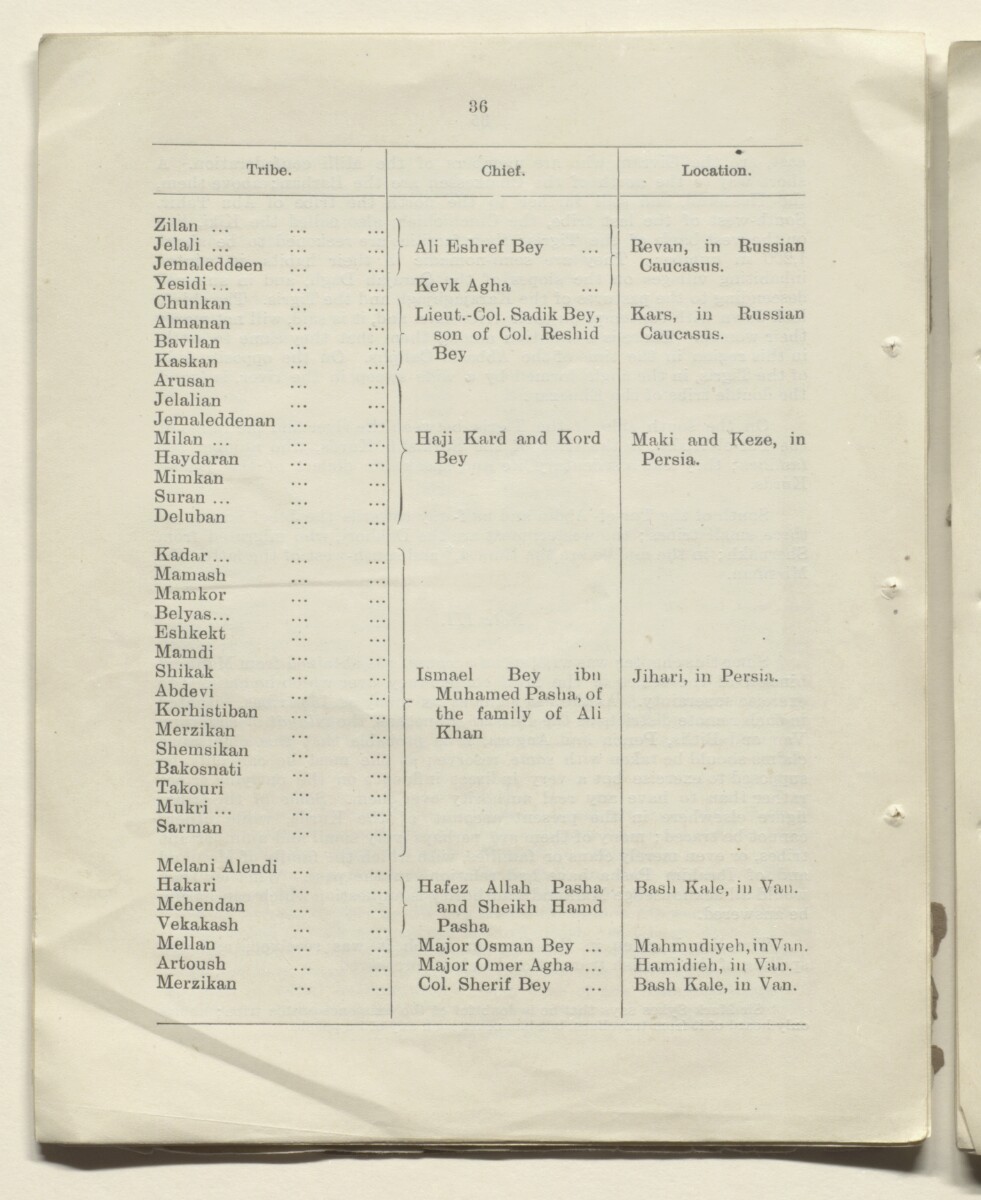 36
Tribe. Chief. Location.
Zilan ... ... ...
Jelali ... ... ... Ali Eshref Bey ... Revan, in Russian
Jemaleddeen ... ... Caucasus.
Yesidi ... ... ... Kevk Agha ...
Chunkan ... ... Lieut.-Col. Sadik Bey, Kars, in Russian
Almanan ... ... son of Col. Reshid Caucasus.
Bavilan ... ... Bey
Kaskan ... ...
Arusan ... ...
Jelalian ... ...
Jemaleddenan ... ...
Milan ... ... ... Haji Kard and Kord Maki and Keze, in
Haydaran ... ... Bey Persia.
Mimkan ... ...
Suran ... ... ...
Deluban ... ...
Kadar ... ... ...
Mamash ... ...
Mamkor ... ...
Belyas... ... ...
Eshkekt ... ...
Mamdi ... ...
Shikak ... ... Ismael Bey ibn Jihari, in Persia.
Abdevi ... ... Muhamed Pasha, of
Korhistiban ... ... the family of Ali
Merzikan ... ... Khan
Shemsikan ... ...
Bakosnati ... ...
Takouri ... ...
Mukri ... ... ...
Sarman ... ...
Melani Alendi ... ...
Hakari ... ... Hafez Allah Pasha Bash Kale, in Van.
Mehendan ... ... and Sheikh Hamd
Vekakash ... ... Pasha
Mellan ... ... Major Osman Bey ... Mahmudiyeh, in Van.
Artoush ... ... Major Omer Agha ... Hamidieh, in Van.
Merzikan ... ... Col. Sherif Bey ... Bash Kale, in Van.